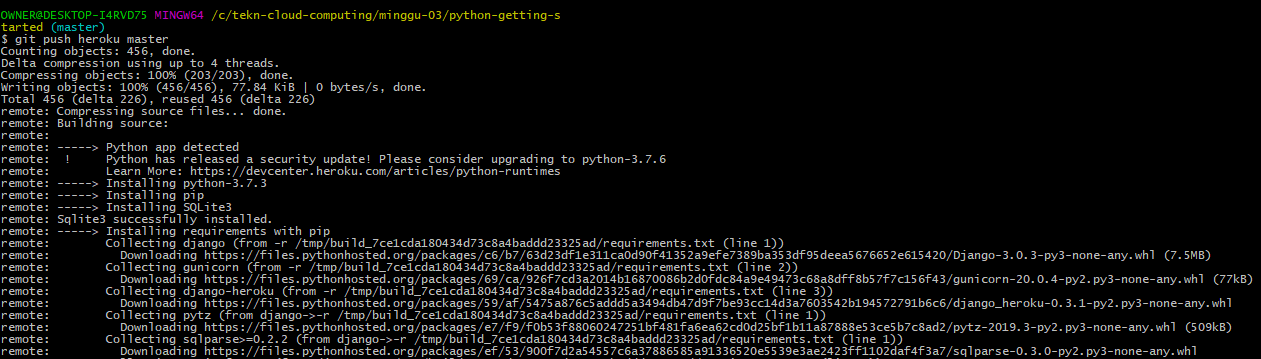 OWNER@DESKTOP-I4RVD75 MINGW64 /c/tekn-cloud-computing/minggu-03/python-getting-s
tarted (master)
$ git push heroku master
Counting objects: 456, done.
Delta compression using up to 4 threads.
Compressing objects: 100% (203/203), done.
Writing objects: 100% (456/456), 77.84 KiB | 0 bytes/s, done.
Total 456 (delta 226), reused 456 (delta 226)
remote: Compressing source files... done.
remote: Building source:
remote:
remote: -----> Python app detected
remote:  !     Python has released a security update! Please consider upgrading to python-3.7.6
remote:        Learn More: https://devcenter.heroku.com/articles/python-runtimes
remote: -----> Installing python-3.7.3
remote: -----> Installing pip
remote: -----> Installing SQLite3
remote: Sqlite3 successfully installed.
remote: -----> Installing requirements with pip
remote:        Collecting django (from -r /tmp/build_7ce1cda180434d73c8a4baddd23325ad/requirements.txt (line 1))
remote:          Downloading https://files.pythonhosted.org/packages/c6/b7/63d23df1e311ca0d90f41352a9efe7389ba353df95deea5676652e615420/Django-3.0.3-py3-none-any.whl (7.5MB)
remote:        Collecting gunicorn (from -r /tmp/build_7ce1cda180434d73c8a4baddd23325ad/requirements.txt (line 2))
remote:          Downloading https://files.pythonhosted.org/packages/69/ca/926f7cd3a2014b16870086b2d0fdc84a9e49473c68a8dff8b57f7c156f43/gunicorn-20.0.4-py2.py3-none-any.whl (77kB)
remote:        Collecting django-heroku (from -r /tmp/build_7ce1cda180434d73c8a4baddd23325ad/requirements.txt (line 3))
remote:          Downloading https://files.pythonhosted.org/packages/59/af/5475a876c5addd5a3494db47d9f7be93cc14d3a7603542b194572791b6c6/django_heroku-0.3.1-py2.py3-none-any.whl
remote:        Collecting pytz (from django->-r /tmp/build_7ce1cda180434d73c8a4baddd23325ad/requirements.txt (line 1))
remote:          Downloading https://files.pythonhosted.org/packages/e7/f9/f0b53f88060247251bf481fa6ea62cd0d25bf1b11a87888e53ce5b7c8ad2/pytz-2019.3-py2.py3-none-any.whl (509kB)
remote:        Collecting sqlparse>=0.2.2 (from django->-r /tmp/build_7ce1cda180434d73c8a4baddd23325ad/requirements.txt (line 1))
remote:          Downloading https://files.pythonhosted.org/packages/ef/53/900f7d2a54557c6a37886585a91336520e5539e3ae2423ff1102daf4f3a7/sqlparse-0.3.0-py2.py3-none-any.whl